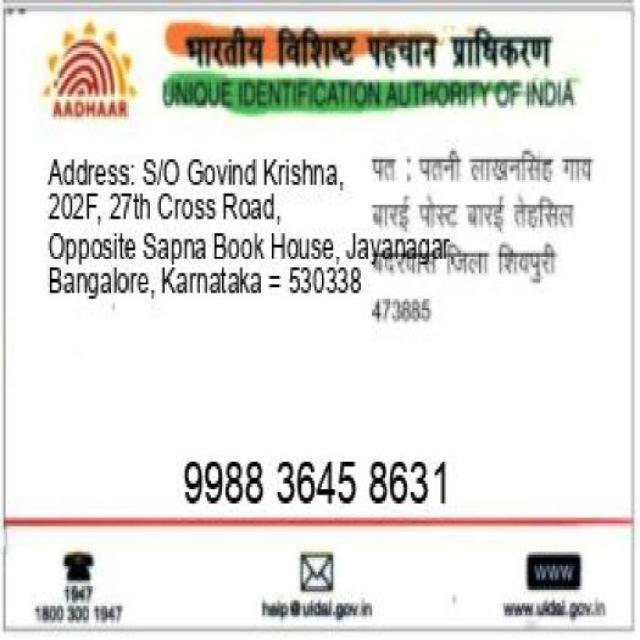 भारतीय विशिष्ट पहचान प्राधिकरण
AADHAAR
UNIQUE IDENTIFICATION AUTHORITY OF INDIA
Address: S/O Govind Krishna,
202F, 27th Cross Road,
Opposite Sapna Book House, Jayanagar
Bangalore, Karnataka = 530338
पत : पतनी लाखनसिंह गाव
बारई पोस्ट बारई तेहसिल
बदरवास जिला शिवपुरी
473885
9988 3645 8631
1947
1800 300 1947
help@uidai.gov.in
WWW
www.uidai.gov.in